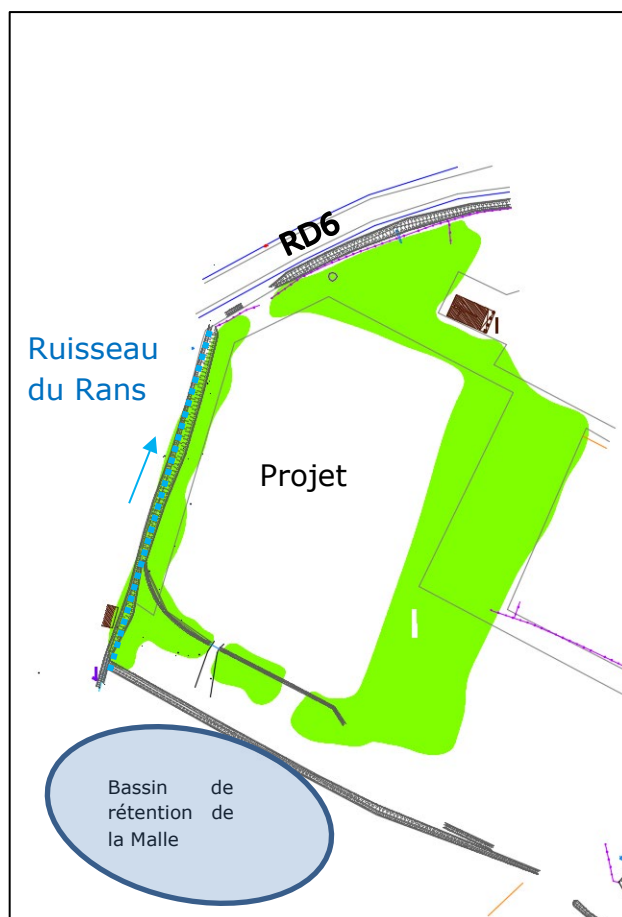 RD6
Ruisseau
du Rans
Projet
Bassin de
rétention de
la Malle